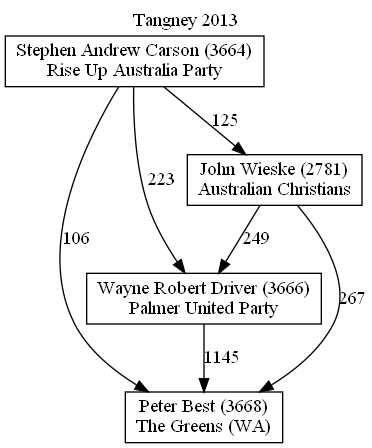 Tangney 2013
Stephen Andrew Carson (3664)
Rise Up Australia Party
125
John Wieske (2781)
Australian Christians
223
106
249
267
Wayne Robert Driver (3666)
Palmer United Party
1145
Peter Best (3668)
The Greens (WA)